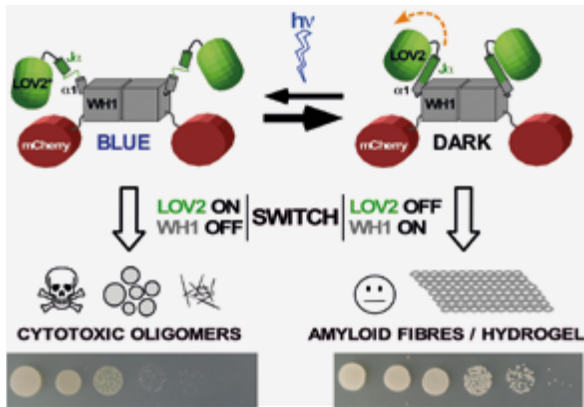 hν
LOV2*
Jα
α1
WH1
mCherry
BLUE
LOV2
Jα
α1
WH1
mCherry
DARK
LOV2 ON
WH1 OFF
SWITCH
LOV2 OFF
WH1 ON
CYTOTOXIC OLIGOMERS
AMYLOID FIBRES / HYDROGEL